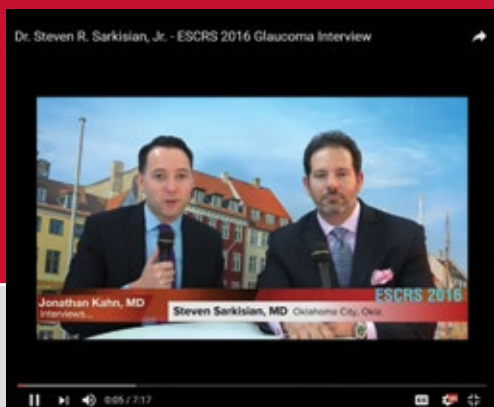 Dr. Steven R. Sarkisian, Jr. - ESCRS 2016 Glaucoma Interview
ESCRS 2016
Jonathan Kahn, MD
Interviews...
Steven Sarkisian, MD Oklahoma City, Okla.
0:05 / 7:17
CC